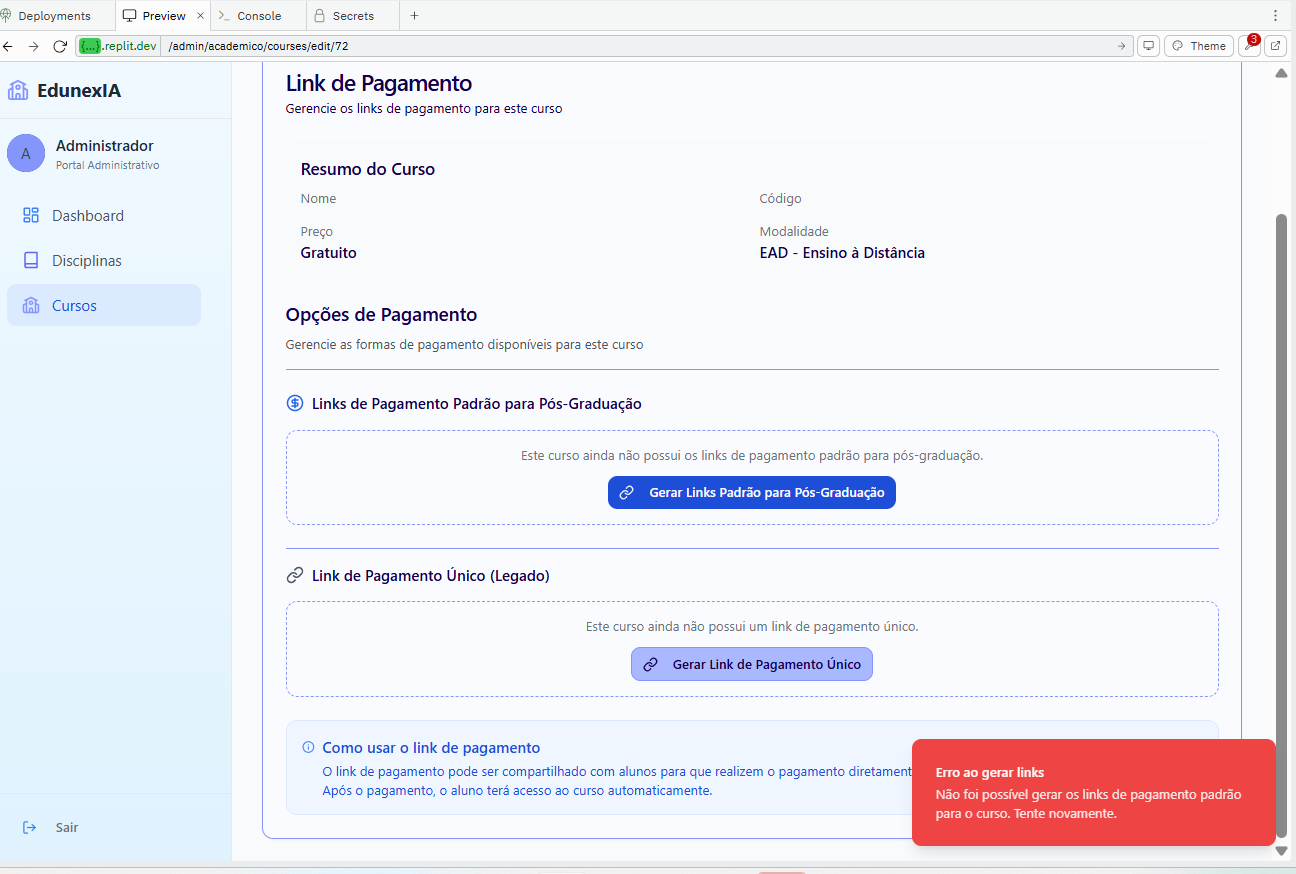 Deployments Preview Console Secrets
{...}.replit.dev /admin/academico/courses/edit/72 Theme 3
EdunexIA
A
Administrador
Portal Administrativo
Dashboard
Disciplinas
Cursos
Sair
Link de Pagamento
Gerencie os links de pagamento para este curso
Resumo do Curso
Nome
Código
Preço
Gratuito
Modalidade
EAD - Ensino à Distância
Opções de Pagamento
Gerencie as formas de pagamento disponíveis para este curso
Links de Pagamento Padrão para Pós-Graduação
Este curso ainda não possui os links de pagamento padrão para pós-graduação.
Gerar Links Padrão para Pós-Graduação
Link de Pagamento Único (Legado)
Este curso ainda não possui um link de pagamento único.
Gerar Link de Pagamento Único
Como usar o link de pagamento
O link de pagamento pode ser compartilhado com alunos para que realizem o pagamento diretament
Após o pagamento, o aluno terá acesso ao curso automaticamente.
Erro ao gerar links
Não foi possível gerar os links de pagamento padrão
para o curso. Tente novamente.